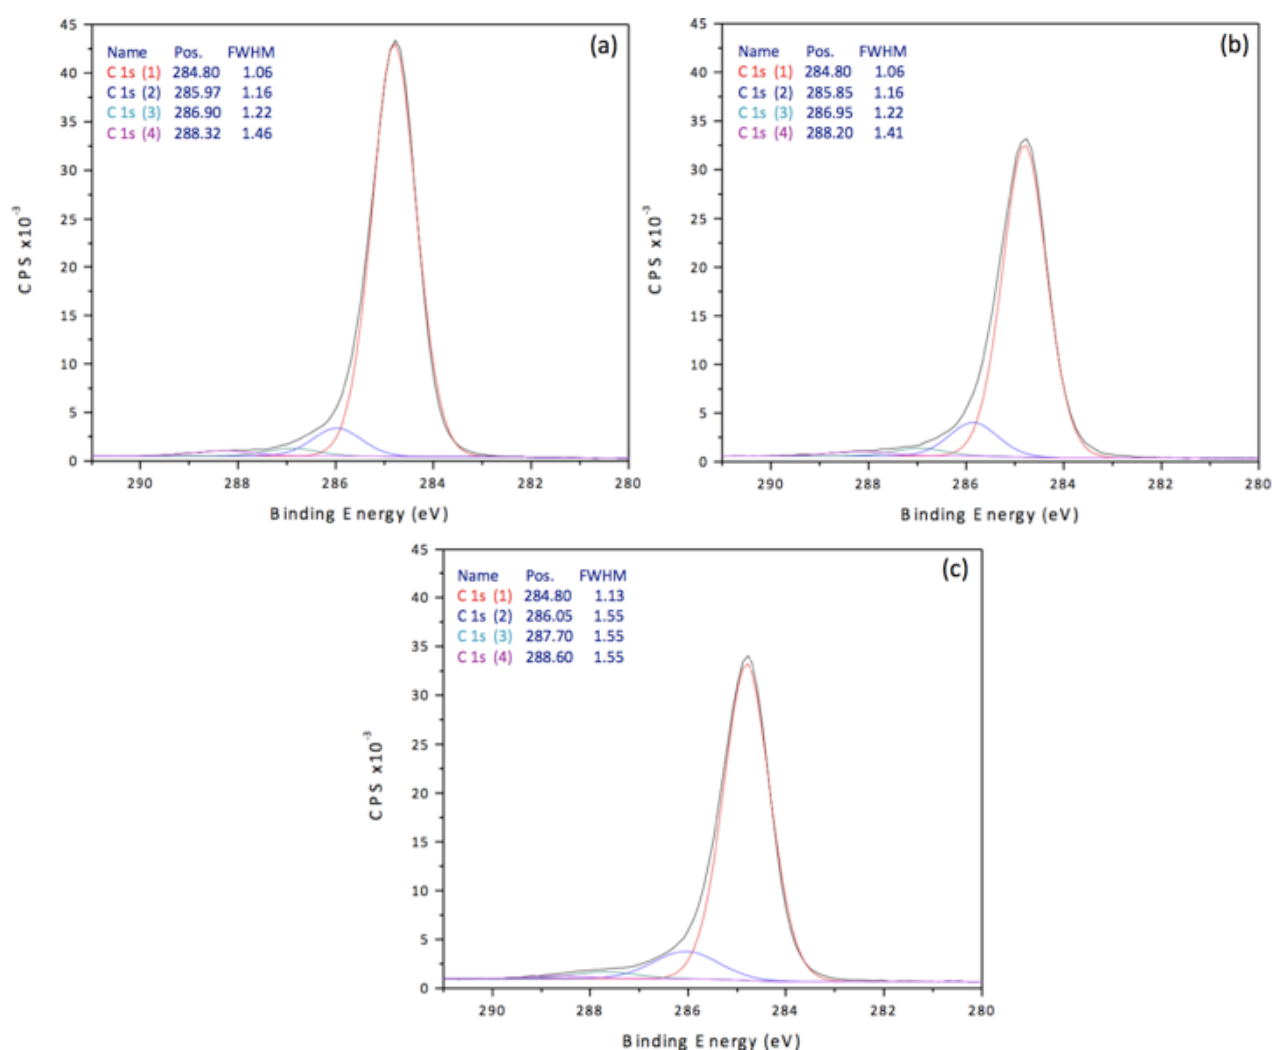 (a)
Name Pos. FWHM
C 1s (1) 284.80 1.06
C 1s (2) 285.97 1.16
C 1s (3) 286.90 1.22
C 1s (4) 288.32 1.46
45
40
35
30
25
20
15
10
5
0
CPS x10⁻³
290 288 286 284 282 280
Binding Energy (eV)
(b)
Name Pos. FWHM
C 1s (1) 284.80 1.06
C 1s (2) 285.85 1.16
C 1s (3) 286.95 1.22
C 1s (4) 288.20 1.41
45
40
35
30
25
20
15
10
5
0
CPS x10⁻³
290 288 286 284 282 280
Binding Energy (eV)
(c)
Name Pos. FWHM
C 1s (1) 284.80 1.13
C 1s (2) 286.05 1.55
C 1s (3) 287.70 1.55
C 1s (4) 288.60 1.55
45
40
35
30
25
20
15
10
5
0
CPS x10⁻³
290 288 286 284 282 280
Binding Energy (eV)